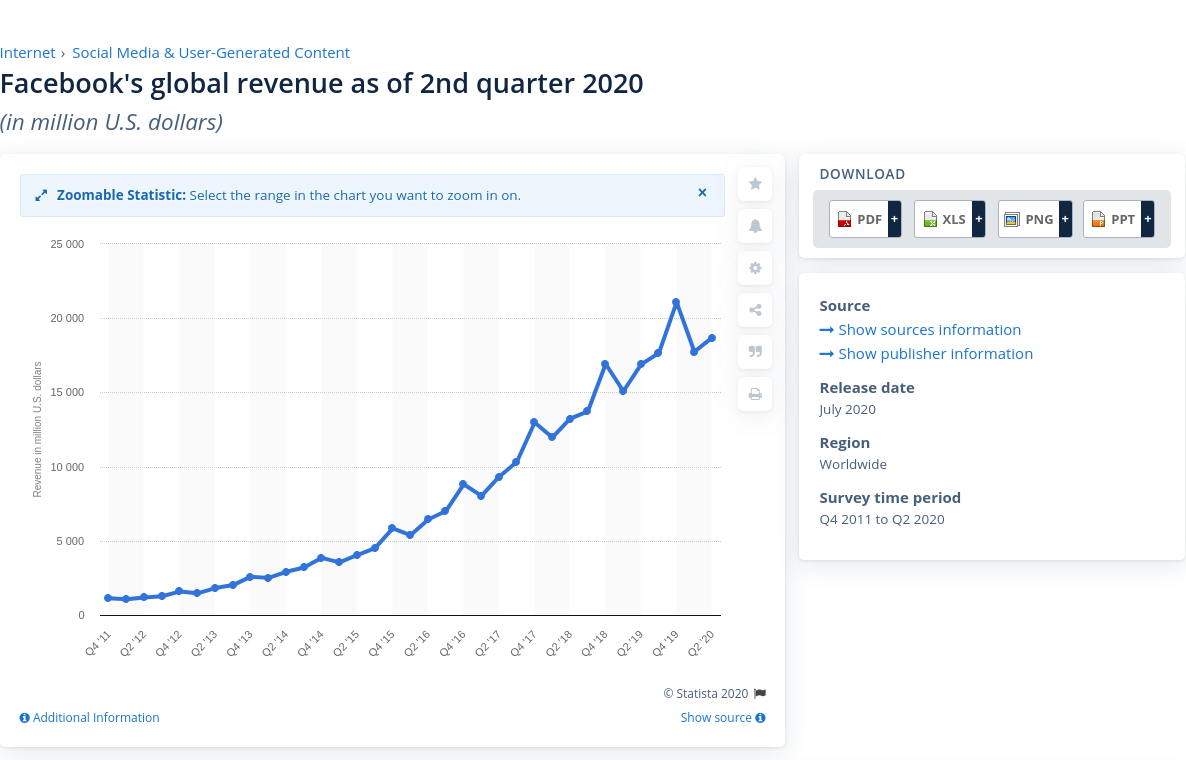 Internet › Social Media & User-Generated Content
Facebook's global revenue as of 2nd quarter 2020
(in million U.S. dollars)
Zoomable Statistic: Select the range in the chart you want to zoom in on. ×
25 000
20 000
15 000
10 000
5 000
0
Revenue in million U.S. dollars
Q4 '11
Q2 '12
Q4 '12
Q2 '13
Q4 '13
Q2 '14
Q4 '14
Q2 '15
Q4 '15
Q2 '16
Q4 '16
Q2 '17
Q4 '17
Q2 '18
Q4 '18
Q2 '19
Q4 '19
Q2 '20
© Statista 2020
Additional Information
Show source
DOWNLOAD
PDF + XLS + PNG + PPT +
Source
Show sources information
Show publisher information
Release date
July 2020
Region
Worldwide
Survey time period
Q4 2011 to Q2 2020